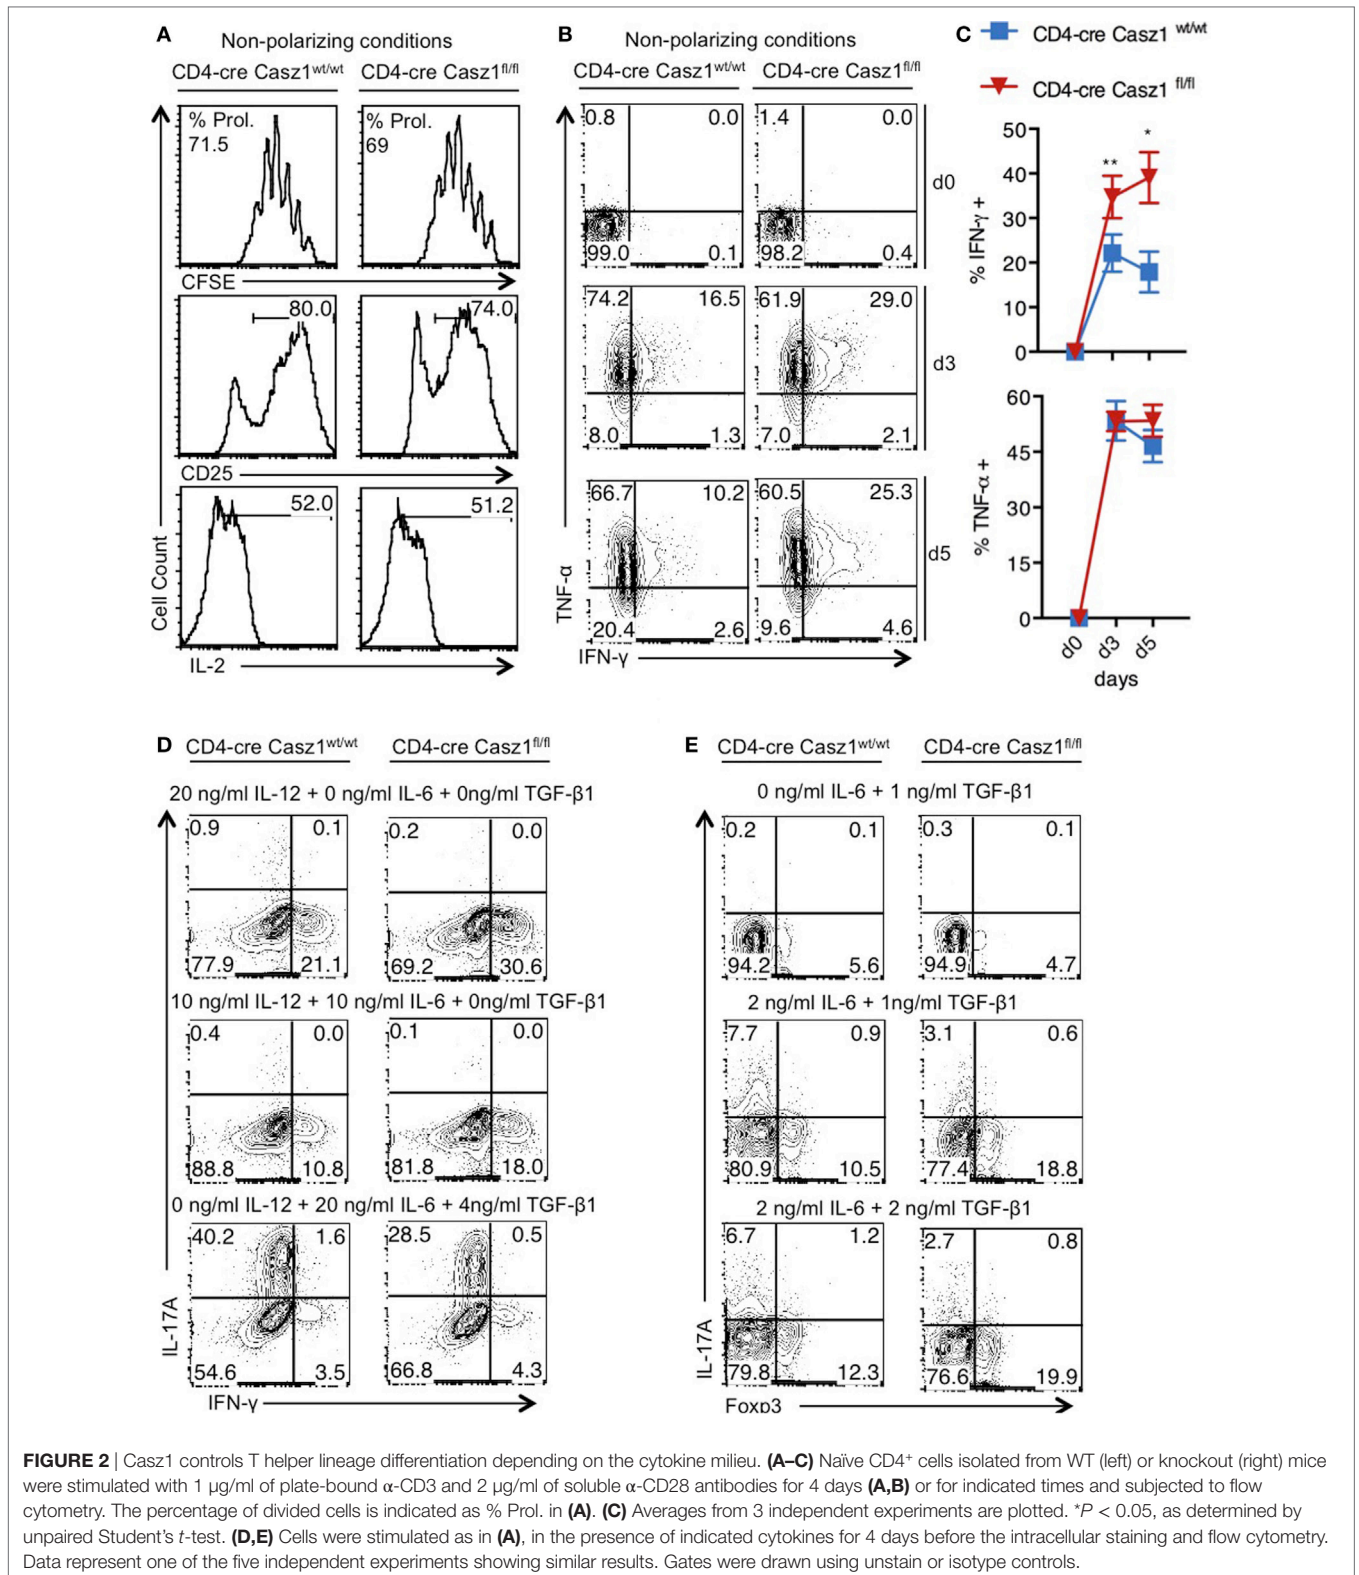 A
Non-polarizing conditions
CD4-cre Casz1wt/wt CD4-cre Casz1fl/fl
% Prol.
71.5
% Prol.
69
CFSE
80.0
74.0
CD25
52.0
51.2
Cell Count
IL-2
B
Non-polarizing conditions
CD4-cre Casz1wt/wt CD4-cre Casz1fl/fl
0.8 0.0 1.4 0.0
d0
99.0 0.1 98.2 0.4
74.2 16.5 61.9 29.0
d3
8.0 1.3 7.0 2.1
66.7 10.2 60.5 25.3
d5
20.4 2.6 9.6 4.6
TNF-α
IFN-γ
C
CD4-cre Casz1 wt/wt
CD4-cre Casz1 fl/fl
50
40
30
20
10
0
% IFN-γ +
**
*
60
45
30
15
0
% TNF-α +
d0 d3 d5
days
D
CD4-cre Casz1wt/wt CD4-cre Casz1fl/fl
20 ng/ml IL-12 + 0 ng/ml IL-6 + 0ng/ml TGF-β1
0.9 0.1 0.2 0.0
77.9 21.1 69.2 30.6
10 ng/ml IL-12 + 10 ng/ml IL-6 + 0ng/ml TGF-β1
0.4 0.0 0.1 0.0
88.8 10.8 81.8 18.0
0 ng/ml IL-12 + 20 ng/ml IL-6 + 4ng/ml TGF-β1
40.2 1.6 28.5 0.5
54.6 3.5 66.8 4.3
IL-17A
IFN-γ
E
CD4-cre Casz1wt/wt CD4-cre Casz1fl/fl
0 ng/ml IL-6 + 1 ng/ml TGF-β1
0.2 0.1 0.3 0.1
94.2 5.6 94.9 4.7
2 ng/ml IL-6 + 1ng/ml TGF-β1
7.7 0.9 3.1 0.6
80.9 10.5 77.4 18.8
2 ng/ml IL-6 + 2 ng/ml TGF-β1
6.7 1.2 2.7 0.8
79.8 12.3 76.6 19.9
IL-17A
Foxp3
FIGURE 2 | Casz1 controls T helper lineage differentiation depending on the cytokine milieu. (A–C) Naïve CD4+ cells isolated from WT (left) or knockout (right) mice
were stimulated with 1 µg/ml of plate-bound α-CD3 and 2 µg/ml of soluble α-CD28 antibodies for 4 days (A,B) or for indicated times and subjected to flow
cytometry. The percentage of divided cells is indicated as % Prol. in (A). (C) Averages from 3 independent experiments are plotted. *P < 0.05, as determined by
unpaired Student's t-test. (D,E) Cells were stimulated as in (A), in the presence of indicated cytokines for 4 days before the intracellular staining and flow cytometry.
Data represent one of the five independent experiments showing similar results. Gates were drawn using unstain or isotype controls.